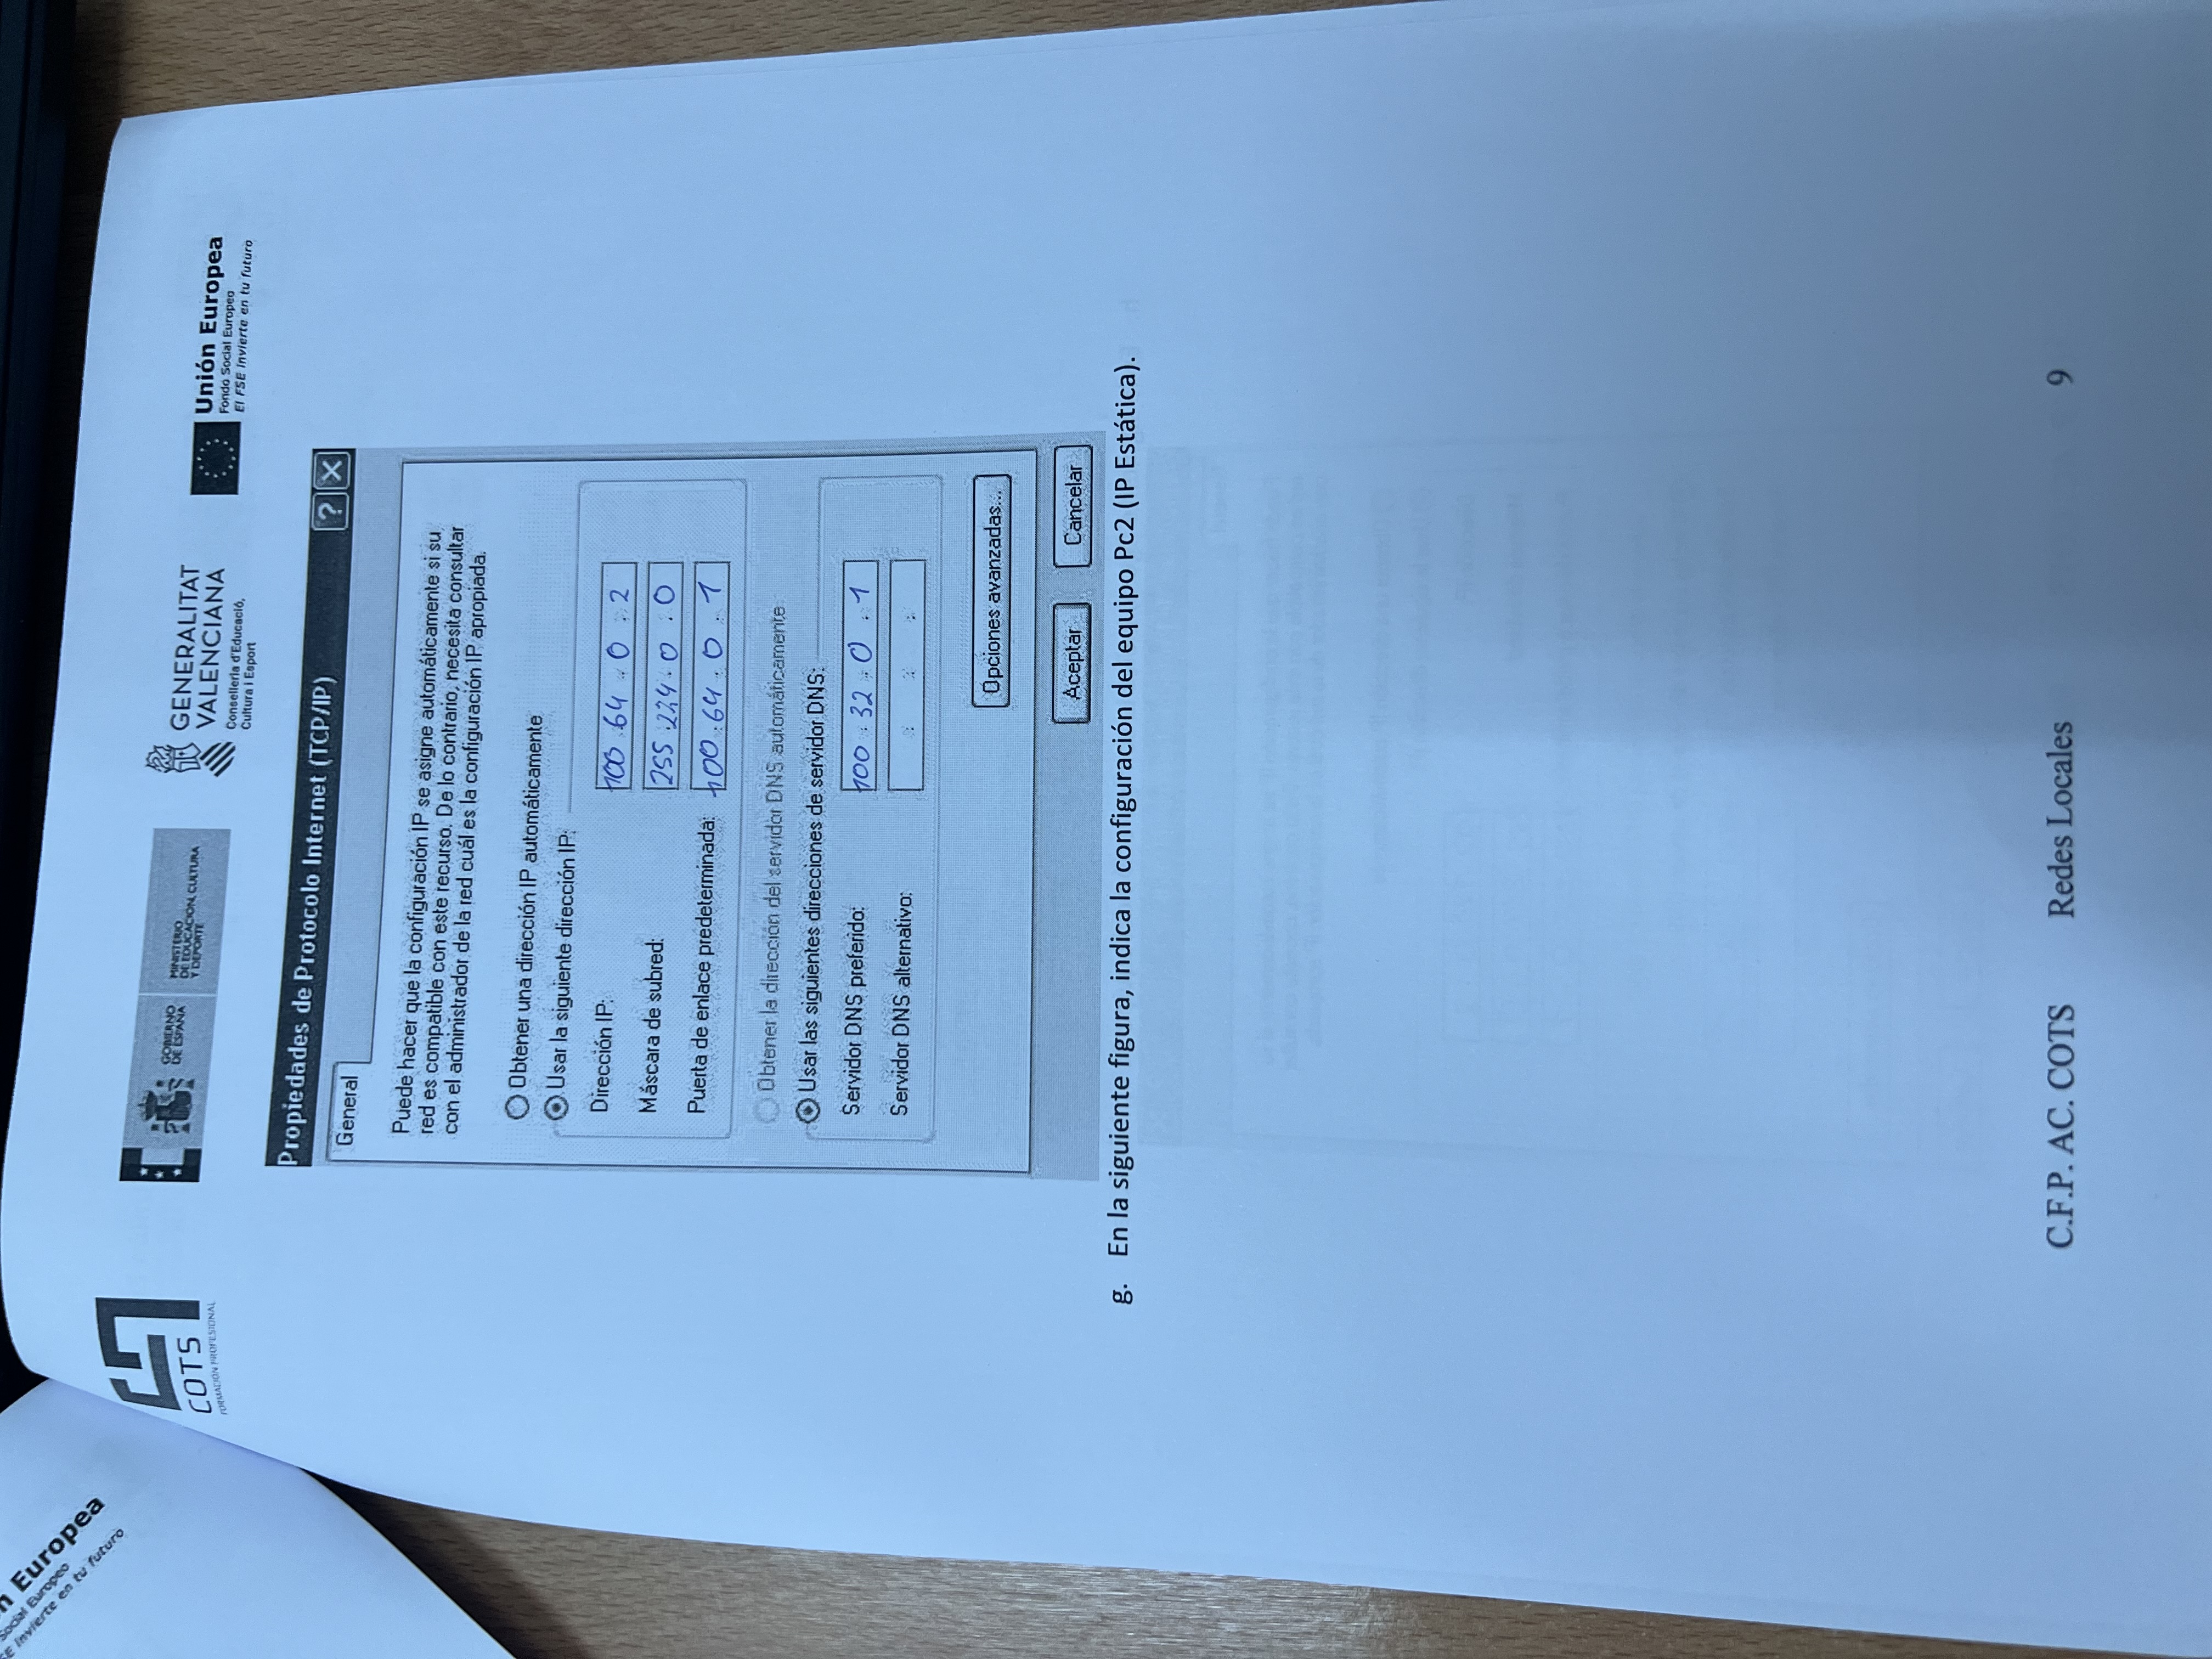 n Europea
Social Europeo
E invierte en tu futuro
COTS
FORMACIÓN PROFESIONAL
GOBIERNO
DE ESPAÑA
MINISTERIO
DE EDUCACIÓN, CULTURA
Y DEPORTE
GENERALITAT
VALENCIANA
Conselleria d'Educació,
Cultura i Esport
Unión Europea
Fondo Social Europeo
El FSE invierte en tu futuro
Propiedades de Protocolo Internet (TCP/IP)
General
Puede hacer que la configuración IP se asigne automáticamente si su
red es compatible con este recurso. De lo contrario, necesita consultar
con el administrador de la red cuál es la configuración IP apropiada.
Obtener una dirección IP automáticamente
Usar la siguiente dirección IP:
Dirección IP: 100 . 64 . 0 . 2
Máscara de subred: 255 . 224 . 0 . 0
Puerta de enlace predeterminada: 100 . 64 . 0 . 1
Obtener la dirección del servidor DNS automáticamente
Usar las siguientes direcciones de servidor DNS:
Servidor DNS preferido: 100 . 32 . 0 . 1
Servidor DNS alternativo: . . .
Opciones avanzadas...
Aceptar Cancelar
g. En la siguiente figura, indica la configuración del equipo Pc2 (IP Estática).
C.F.P. AC. COTS Redes Locales 9